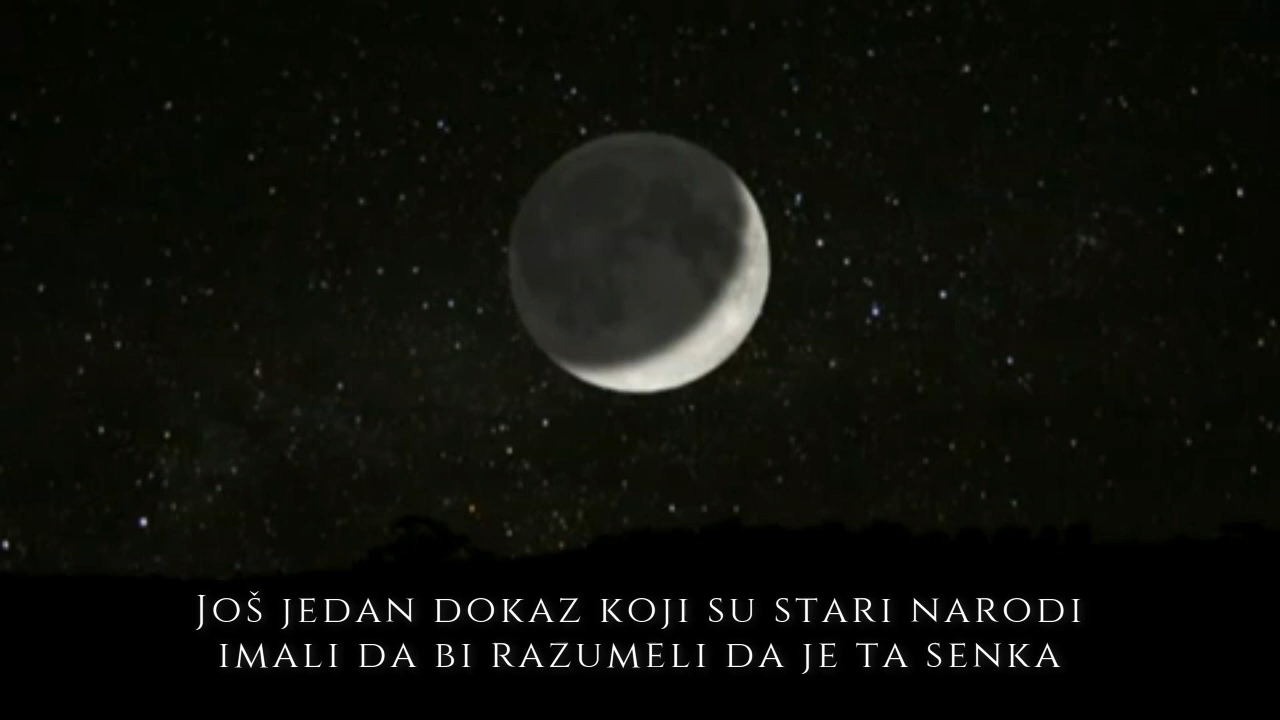 Još jedan dokaz koji su stari narodi
imali da bi razumeli da je ta senka